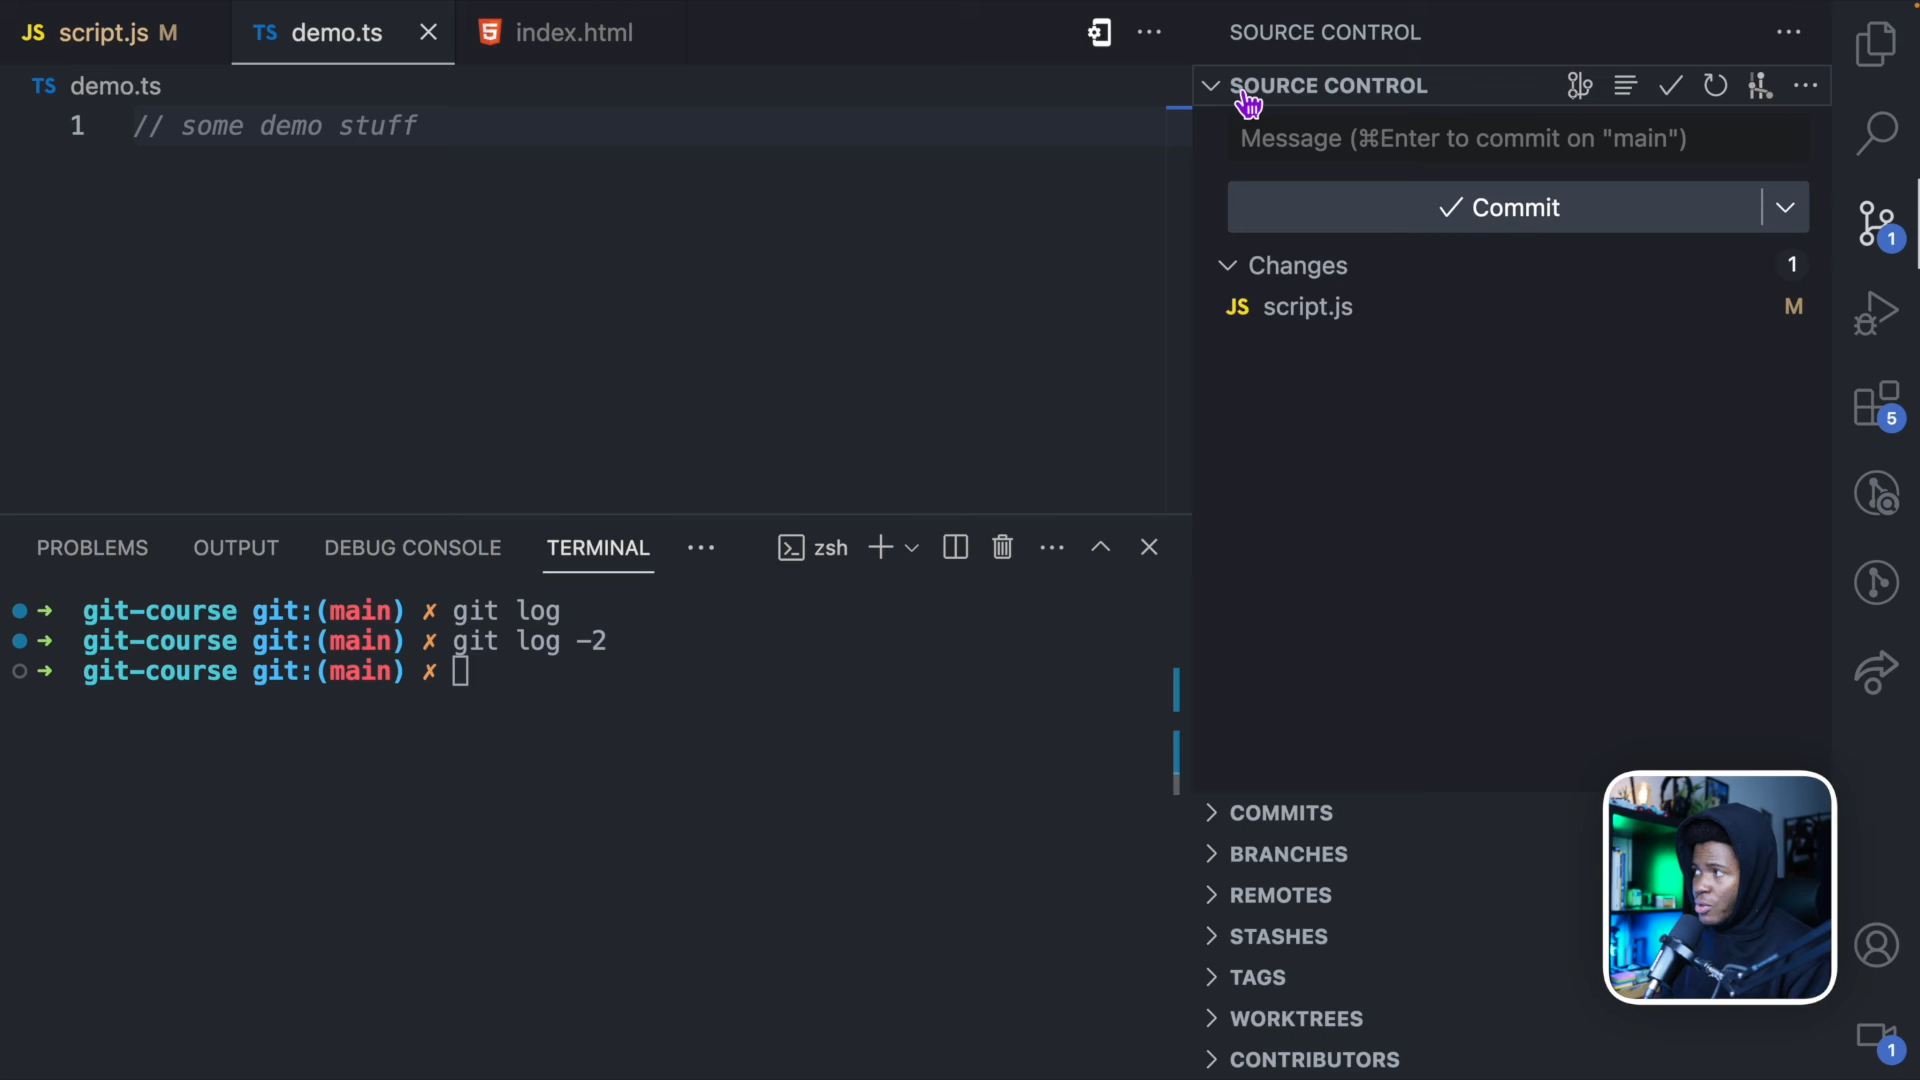 JS script.js M
TS demo.ts
index.html
TS demo.ts
1 // some demo stuff
PROBLEMS OUTPUT DEBUG CONSOLE TERMINAL
zsh
➜ git-course git:(main) ✗ git log
➜ git-course git:(main) ✗ git log -2
➜ git-course git:(main) ✗
SOURCE CONTROL
SOURCE CONTROL
Message (⌘Enter to commit on "main")
Commit
Changes 1
JS script.js M
COMMITS
BRANCHES
REMOTES
STASHES
TAGS
WORKTREES
CONTRIBUTORS
1
5
1